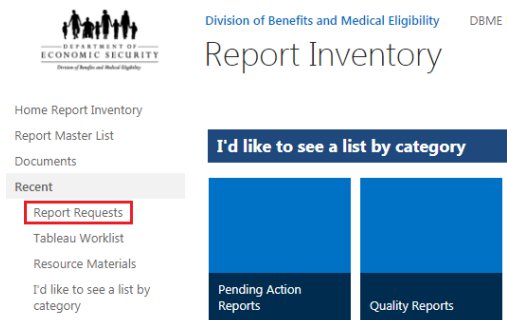 Division of Benefits and Medical Eligibility DBME
DEPARTMENT OF
ECONOMIC SECURITY
Division of Benefits and Medical Eligibility
Report Inventory
Home Report Inventory
Report Master List
Documents
Recent
Report Requests
Tableau Worklist
Resource Materials
I'd like to see a list by
category
I'd like to see a list by category
Pending Action
Reports
Quality Reports